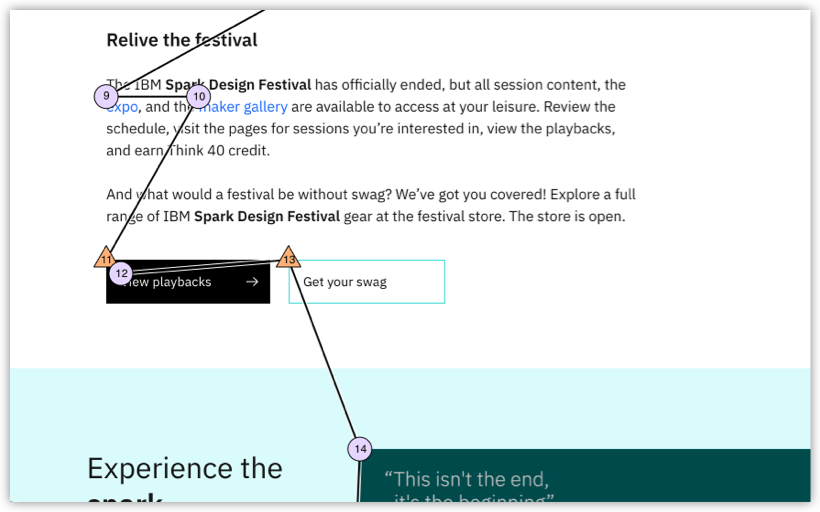 Relive the festival
The IBM Spark Design Festival has officially ended, but all session content, the
9
10
expo, and the maker gallery are available to access at your leisure. Review the
schedule, visit the pages for sessions you’re interested in, view the playbacks,
and earn Think 40 credit.
And what would a festival be without swag? We’ve got you covered! Explore a full
range of IBM Spark Design Festival gear at the festival store. The store is open.
11
12
13
View playbacks
Get your swag
14
Experience the
spark
“This isn't the end,
it's the beginning”